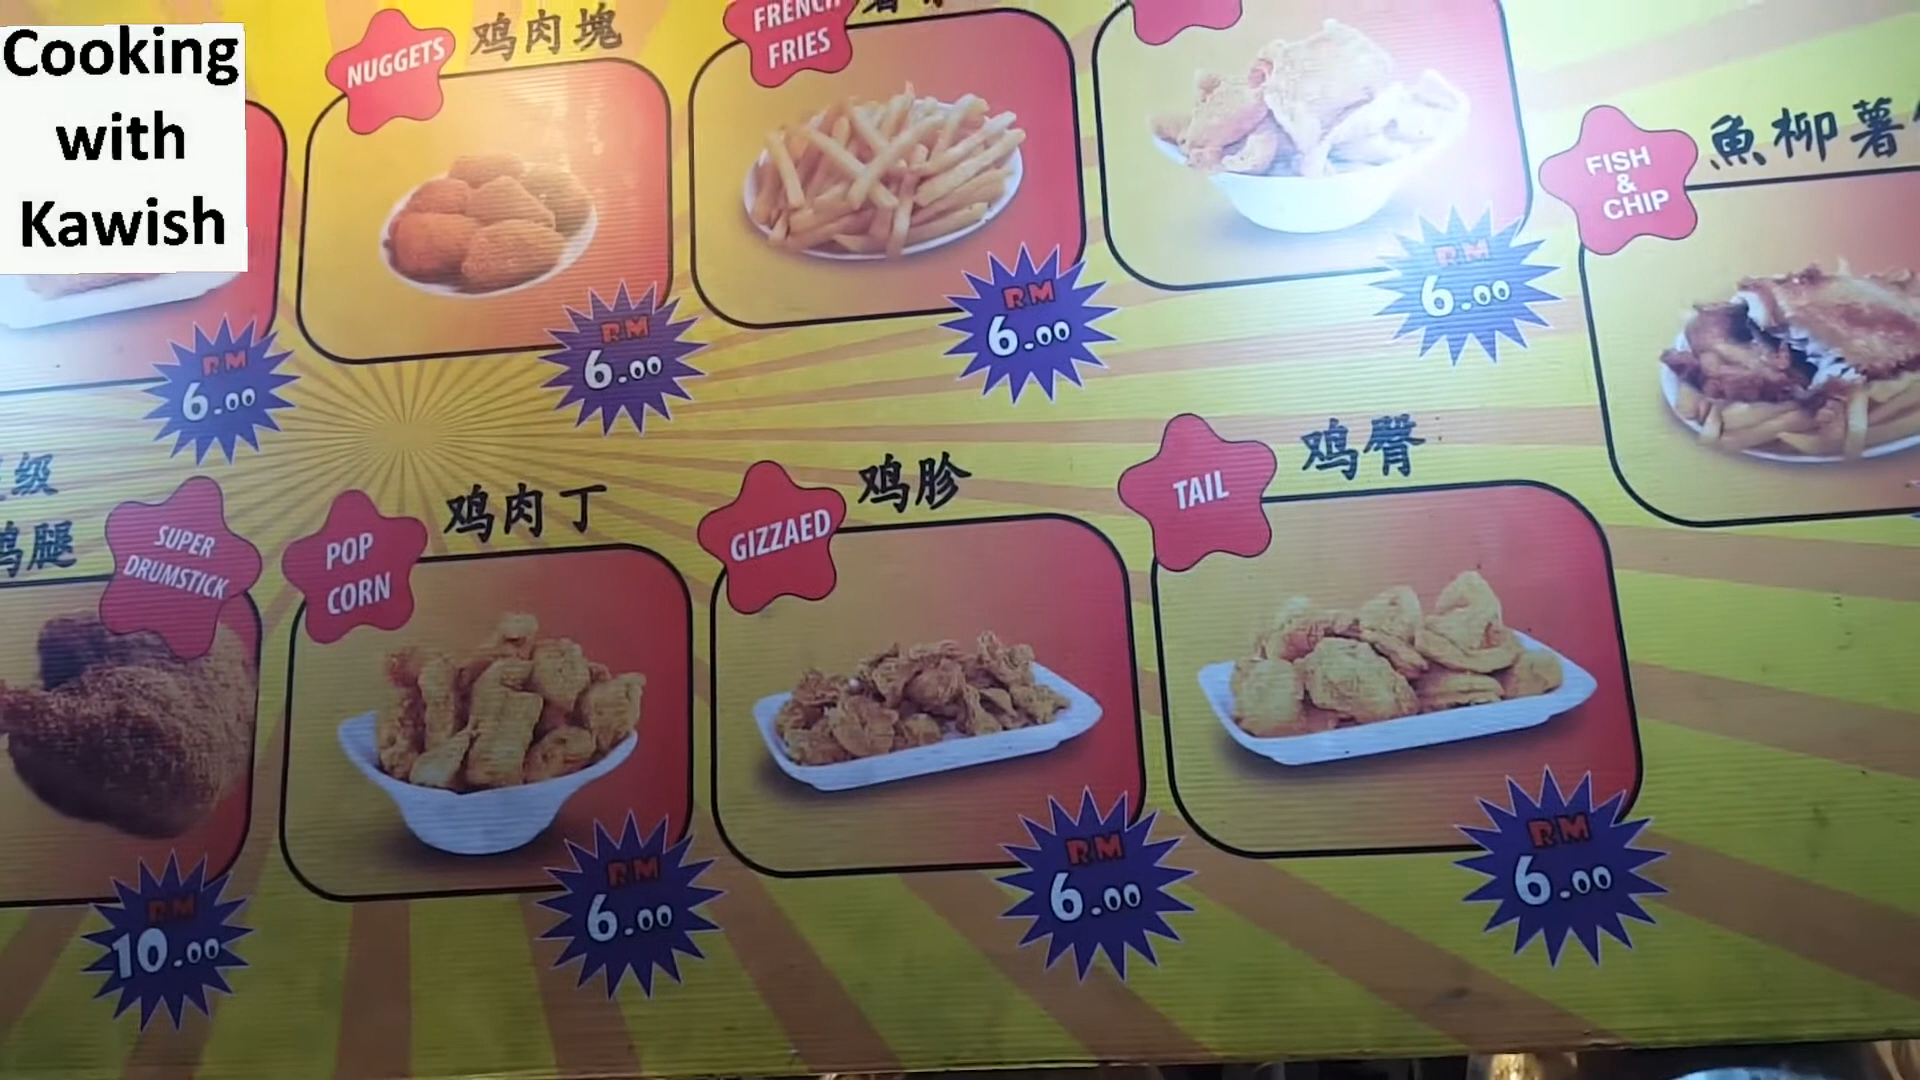 Cooking
with
Kawish
NUGGETS
鸡肉塊
FRENCH
FRIES
FISH
&
CHIP
魚柳薯
RM
6.00
RM
6.00
RM
6.00
RM
6.00
级
鸡腿
SUPER
DRUMSTICK
POP
CORN
鸡肉丁
GIZZAED
鸡胗
TAIL
鸡臀
RM
10.00
RM
6.00
RM
6.00
RM
6.00